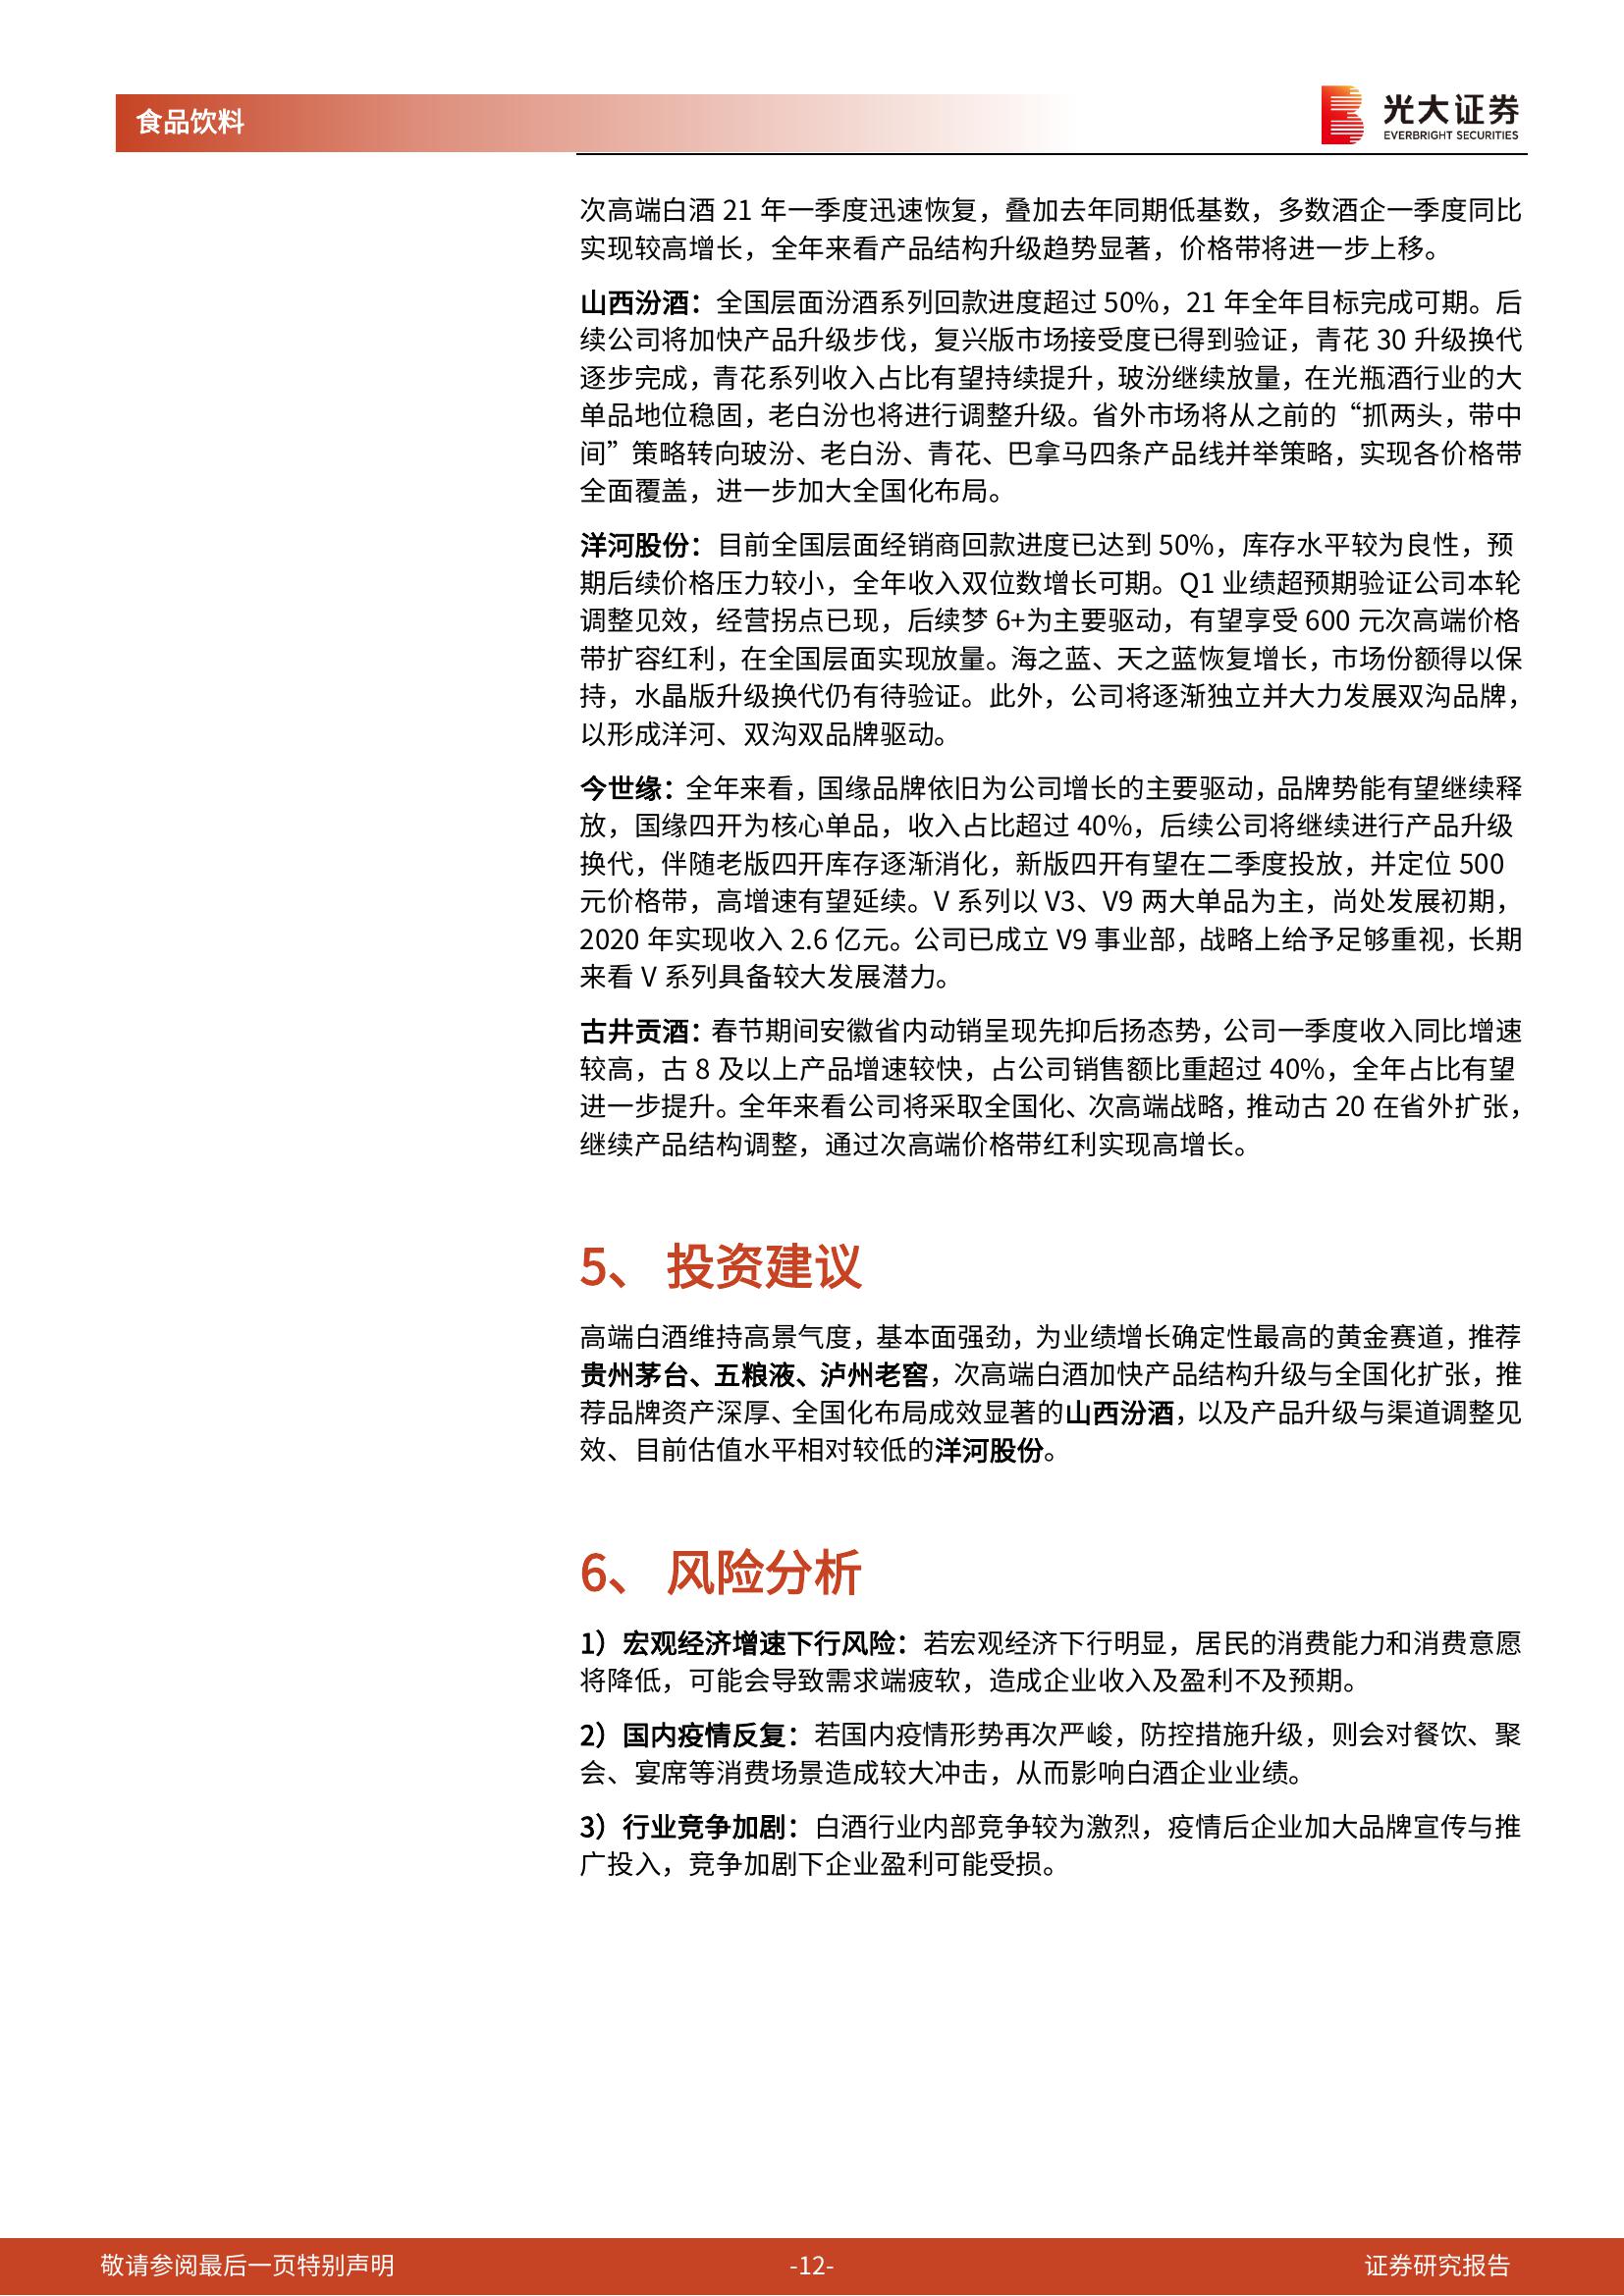 食品饮料
光大证券
EVERBRIGHT SECURITIES
次高端白酒 21 年一季度迅速恢复，叠加去年同期低基数，多数酒企一季度同比
实现较高增长，全年来看产品结构升级趋势显著，价格带将进一步上移。
山西汾酒：全国层面汾酒系列回款进度超过 50%，21 年全年目标完成可期。后
续公司将加快产品升级步伐，复兴版市场接受度已得到验证，青花 30 升级换代
逐步完成，青花系列收入占比有望持续提升，玻汾继续放量，在光瓶酒行业的大
单品地位稳固，老白汾也将进行调整升级。省外市场将从之前的“抓两头，带中
间”策略转向玻汾、老白汾、青花、巴拿马四条产品线并举策略，实现各价格带
全面覆盖，进一步加大全国化布局。
洋河股份：目前全国层面经销商回款进度已达到 50%，库存水平较为良性，预
期后续价格压力较小，全年收入双位数增长可期。Q1 业绩超预期验证公司本轮
调整见效，经营拐点已现，后续梦 6+为主要驱动，有望享受 600 元次高端价格
带扩容红利，在全国层面实现放量。海之蓝、天之蓝恢复增长，市场份额得以保
持，水晶版升级换代仍有待验证。此外，公司将逐渐独立并大力发展双沟品牌，
以形成洋河、双沟双品牌驱动。
今世缘：全年来看，国缘品牌依旧为公司增长的主要驱动，品牌势能有望继续释
放，国缘四开为核心单品，收入占比超过 40%，后续公司将继续进行产品升级
换代，伴随老版四开库存逐渐消化，新版四开有望在二季度投放，并定位 500
元价格带，高增速有望延续。V 系列以 V3、V9 两大单品为主，尚处发展初期，
2020 年实现收入 2.6 亿元。公司已成立 V9 事业部，战略上给予足够重视，长期
来看 V 系列具备较大发展潜力。
古井贡酒：春节期间安徽省内动销呈现先抑后扬态势，公司一季度收入同比增速
较高，古 8 及以上产品增速较快，占公司销售额比重超过 40%，全年占比有望
进一步提升。全年来看公司将采取全国化、次高端战略，推动古 20 在省外扩张，
继续产品结构调整，通过次高端价格带红利实现高增长。
5、 投资建议
高端白酒维持高景气度，基本面强劲，为业绩增长确定性最高的黄金赛道，推荐
贵州茅台、五粮液、泸州老窖，次高端白酒加快产品结构升级与全国化扩张，推
荐品牌资产深厚、全国化布局成效显著的山西汾酒，以及产品升级与渠道调整见
效、目前估值水平相对较低的洋河股份。
6、 风险分析
1）宏观经济增速下行风险：若宏观经济下行明显，居民的消费能力和消费意愿
将降低，可能会导致需求端疲软，造成企业收入及盈利不及预期。
2）国内疫情反复：若国内疫情形势再次严峻，防控措施升级，则会对餐饮、聚
会、宴席等消费场景造成较大冲击，从而影响白酒企业业绩。
3）行业竞争加剧：白酒行业内部竞争较为激烈，疫情后企业加大品牌宣传与推
广投入，竞争加剧下企业盈利可能受损。
敬请参阅最后一页特别声明
-12-
证券研究报告